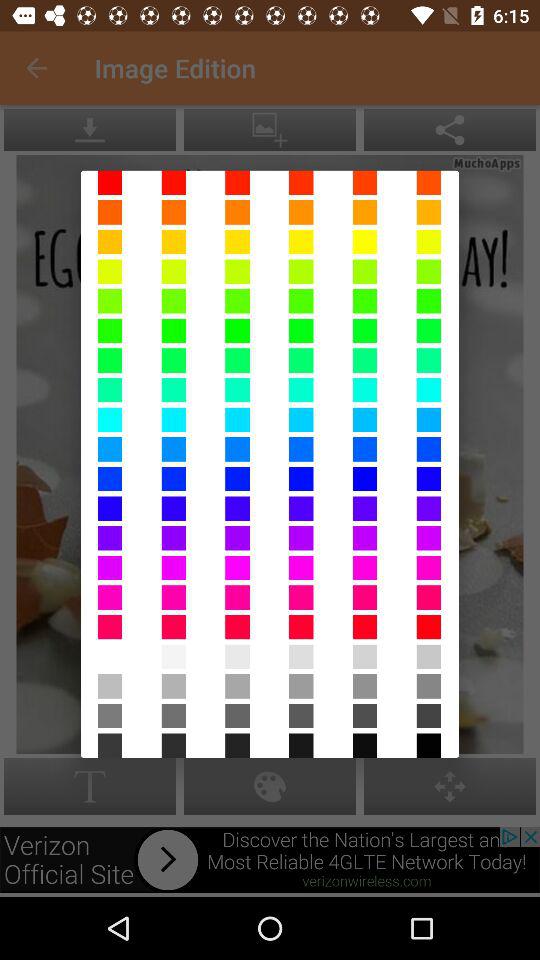 6:15
Image Edition
MuchoApps
EG
AY!
T
Verizon
Official Site
Discover the Nation's Largest an
Most Reliable 4GLTE Network Today!
verizonwireless.com